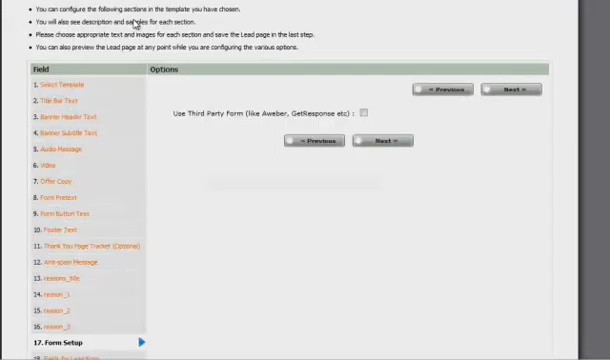 You can configure the following sections in the template you have chosen.
You will also see description and samples for each section.
Please choose appropriate text and images for each section and save the Lead page in the last step.
You can also preview the Lead page at any point while you are configuring the various options.
Field
Options
1. Select Template
« Previous
Next »
2. Title Bar Text
Use Third Party Form (like Aweber, GetResponse etc) :
3. Banner Header Text
4. Banner Subtitle Text
« Previous
Next »
5. Audio Message
6. Video
7. Offer Copy
8. Form Pretext
9. Form Button Text
10. Footer Text
11. Thank You Page Tracker (Optional)
12. Anti-spam Message
13. reasons_title
14. reason_1
15. reason_2
16. reason_3
17. Form Setup